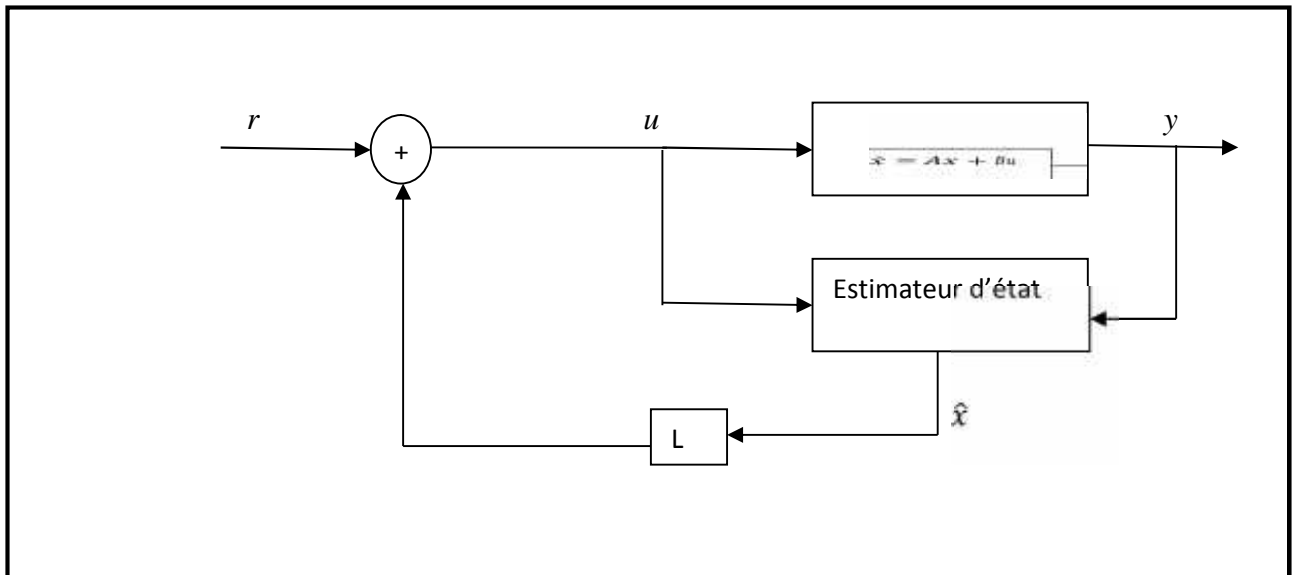 r
u
y
+
ẋ = Ax + Bu
Estimateur d'état
x̂
L